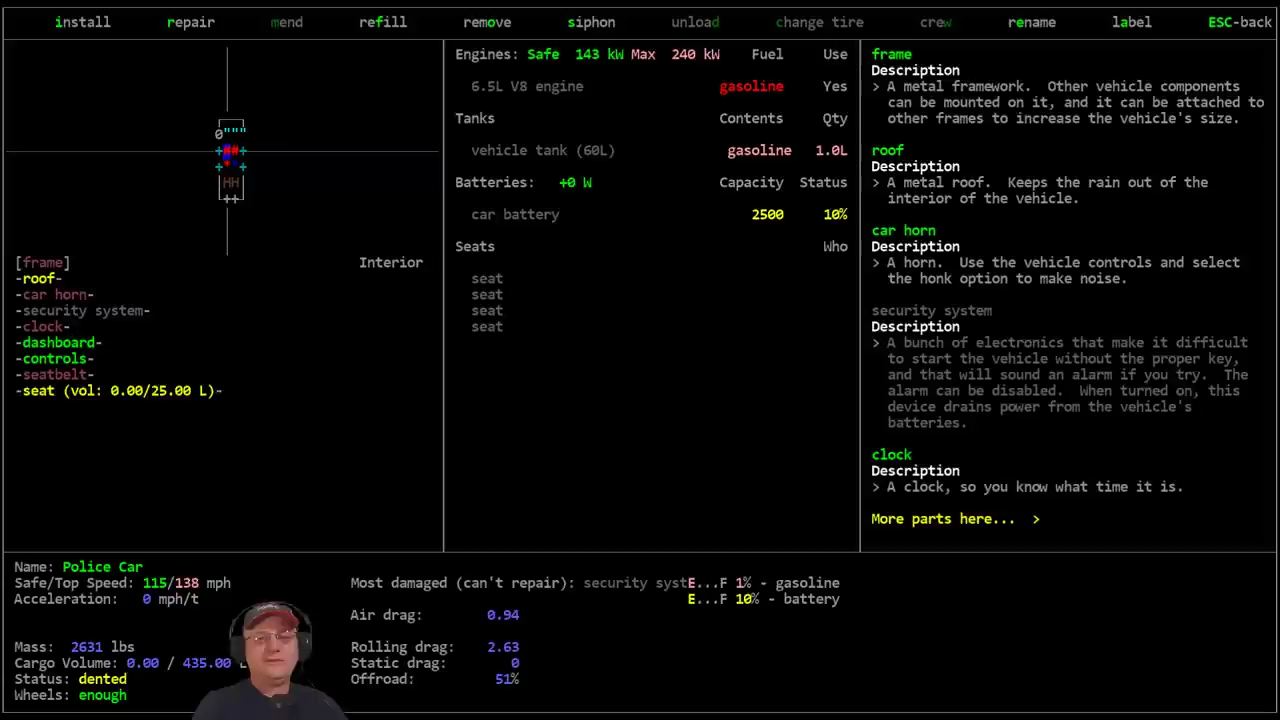 install repair mend refill remove siphon unload change tire crew rename label ESC-back
Engines: Safe 143 kW Max 240 kW Fuel Use
6.5L V8 engine gasoline Yes
Tanks Contents Qty
vehicle tank (60L) gasoline 1.0L
Batteries: +0 W Capacity Status
car battery 2500 10%
Seats Who
seat
seat
seat
seat
0"""
+##+
+* +
HH
++
[frame] Interior
-roof-
-car horn-
-security system-
-clock-
-dashboard-
-controls-
-seatbelt-
-seat (vol: 0.00/25.00 L)-
frame
Description
> A metal framework. Other vehicle components
can be mounted on it, and it can be attached to
other frames to increase the vehicle's size.
roof
Description
> A metal roof. Keeps the rain out of the
interior of the vehicle.
car horn
Description
> A horn. Use the vehicle controls and select
the honk option to make noise.
security system
Description
> A bunch of electronics that make it difficult
to start the vehicle without the proper key,
and that will sound an alarm if you try. The
alarm can be disabled. When turned on, this
device drains power from the vehicle's
batteries.
clock
Description
> A clock, so you know what time it is.
More parts here... >
Name: Police Car
Safe/Top Speed: 115/138 mph
Acceleration: 0 mph/t
Mass: 2631 lbs
Cargo Volume: 0.00 / 435.00
Status: dented
Wheels: enough
Most damaged (can't repair): security syst
Air drag: 0.94
Rolling drag: 2.63
Static drag: 0
Offroad: 51%
E...F 1% - gasoline
E...F 10% - battery